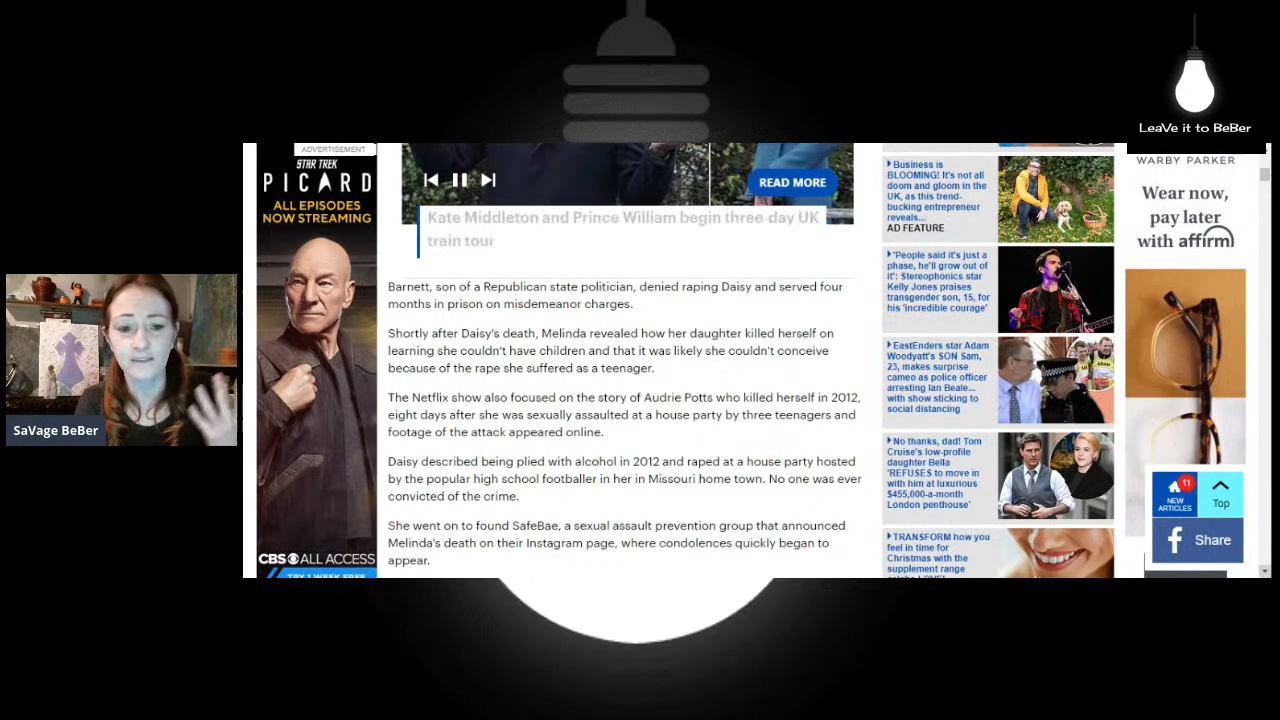 LeaVe it to BeBer
ADVERTISEMENT
STAR TREK
PICARD
ALL EPISODES
NOW STREAMING
CBS ALL ACCESS
TRY 1 WEEK FREE
SaVage BeBer
READ MORE
Kate Middleton and Prince William begin three-day UK
train tour
Barnett, son of a Republican state politician, denied raping Daisy and served four
months in prison on misdemeanor charges.
Shortly after Daisy's death, Melinda revealed how her daughter killed herself on
learning she couldn't have children and that it was likely she couldn't conceive
because of the rape she suffered as a teenager.
The Netflix show also focused on the story of Audrie Potts who killed herself in 2012,
eight days after she was sexually assaulted at a house party by three teenagers and
footage of the attack appeared online.
Daisy described being plied with alcohol in 2012 and raped at a house party hosted
by the popular high school footballer in her in Missouri home town. No one was ever
convicted of the crime.
She went on to found SafeBae, a sexual assault prevention group that announced
Melinda's death on their Instagram page, where condolences quickly began to
appear.
Business is
BLOOMING! It's not all
doom and gloom in the
UK, as this trend-
bucking entrepreneur
reveals...
AD FEATURE
'People said it's just a
phase, he'll grow out of
it': Stereophonics star
Kelly Jones praises
transgender son, 15, for
his 'incredible courage'
EastEnders star Adam
Woodyatt's SON Sam,
23, makes surprise
cameo as police officer
arresting Ian Beale...
with show sticking to
social distancing
No thanks, dad! Tom
Cruise's low-profile
daughter Bella
'REFUSES to move in
with him at luxurious
$455,000-a-month
London penthouse'
TRANSFORM how you
feel in time for
Christmas with the
supplement range
WARBY PARKER
Wear now,
pay later
with affirm
11
NEW
ARTICLES
Top
Share